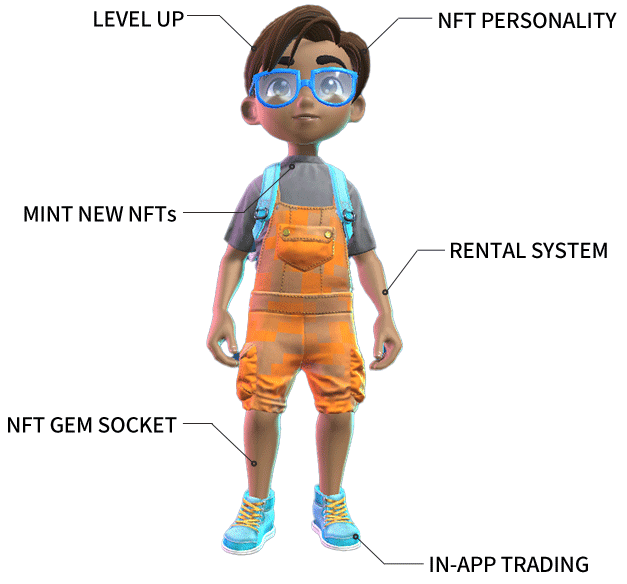 LEVEL UP
NFT PERSONALITY
MINT NEW NFTs
RENTAL SYSTEM
NFT GEM SOCKET
IN-APP TRADING